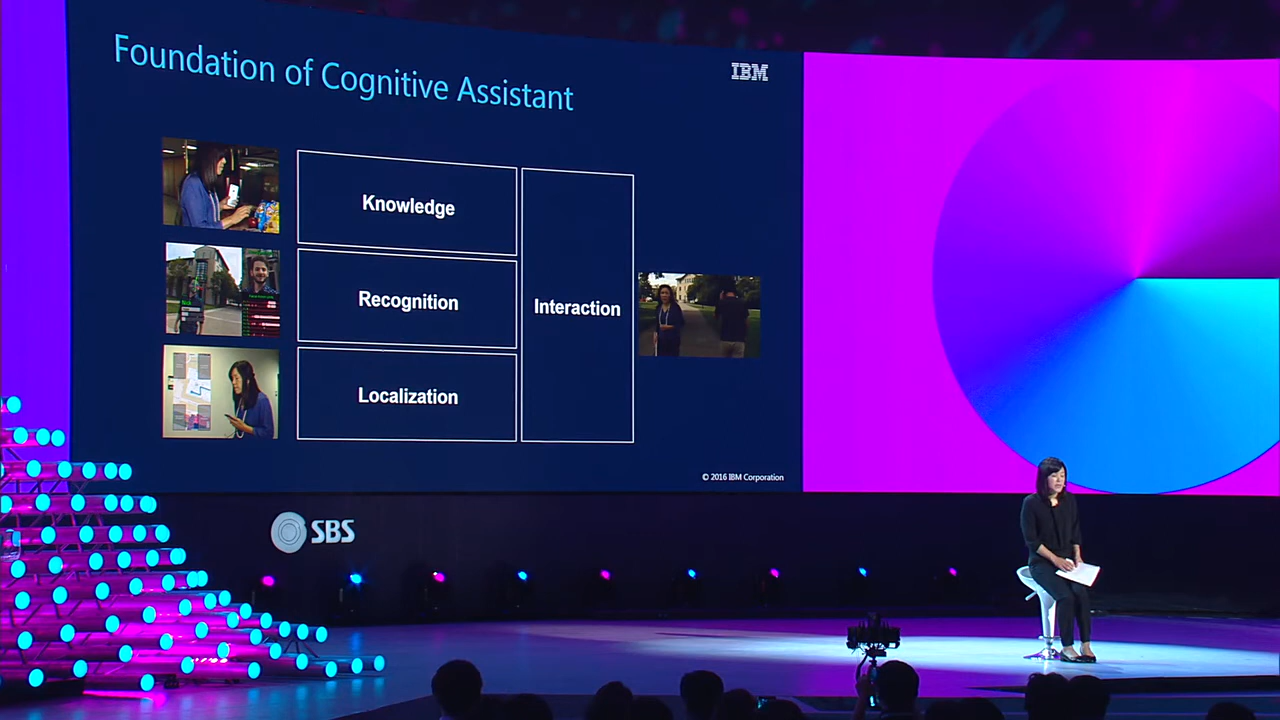 Foundation of Cognitive Assistant
IBM
Knowledge
Recognition
Interaction
Localization
© 2016 IBM Corporation
SBS